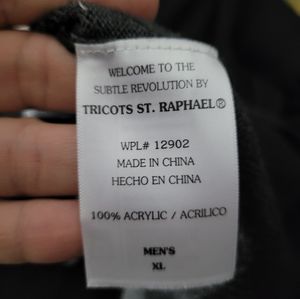 WELCOME TO THE
SUBTLE REVOLUTION BY
TRICOTS ST. RAPHAEL®
WPL# 12902
MADE IN CHINA
HECHO EN CHINA
100% ACRYLIC / ACRILICO
MEN'S
XL